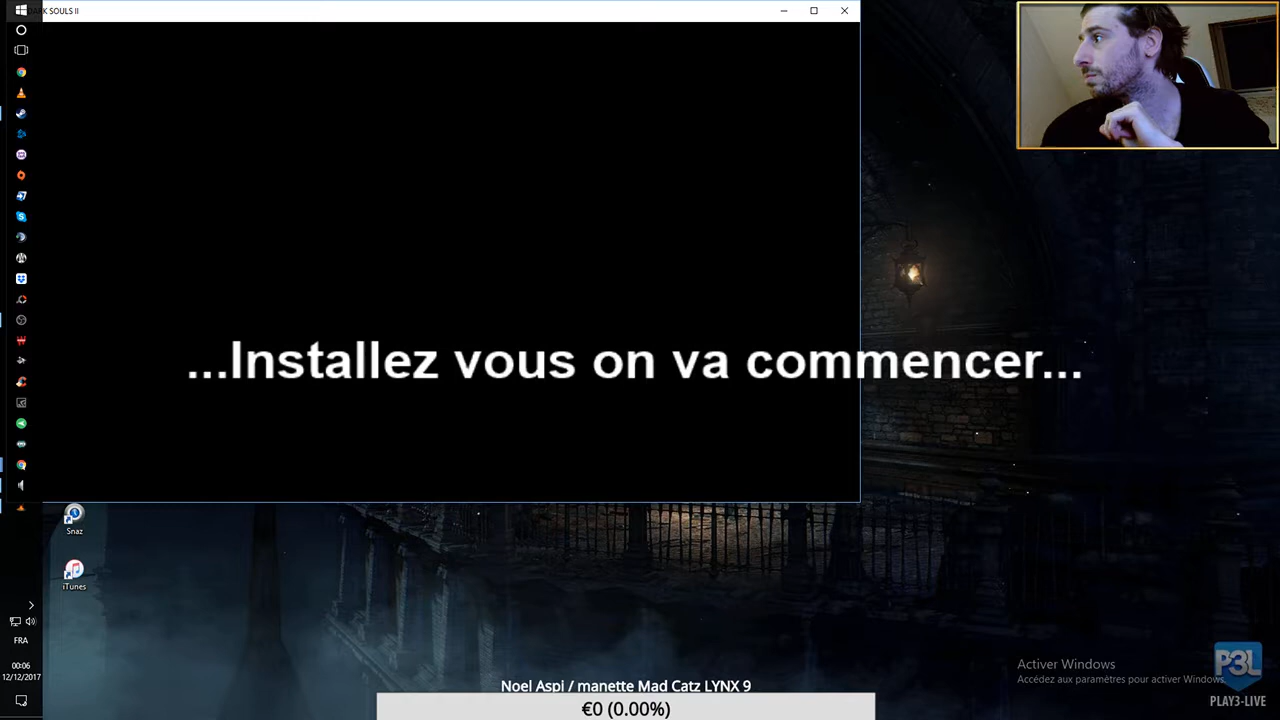 DARK SOULS II
...Installez vous on va commencer...
Snaz
iTunes
FRA
00:06
12/12/2017
Noel Aspi / manette Mad Catz LYNX 9
€0 (0.00%)
Activer Windows
Accédez aux paramètres pour activer Windows.
P3L
PLAY3-LIVE